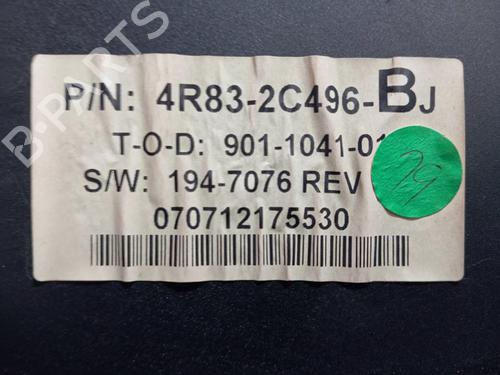 P/N: 4R83-2C496-BJ
T-O-D: 901-1041-01
S/W: 194-7076 REV
070712175530
B-PARTS